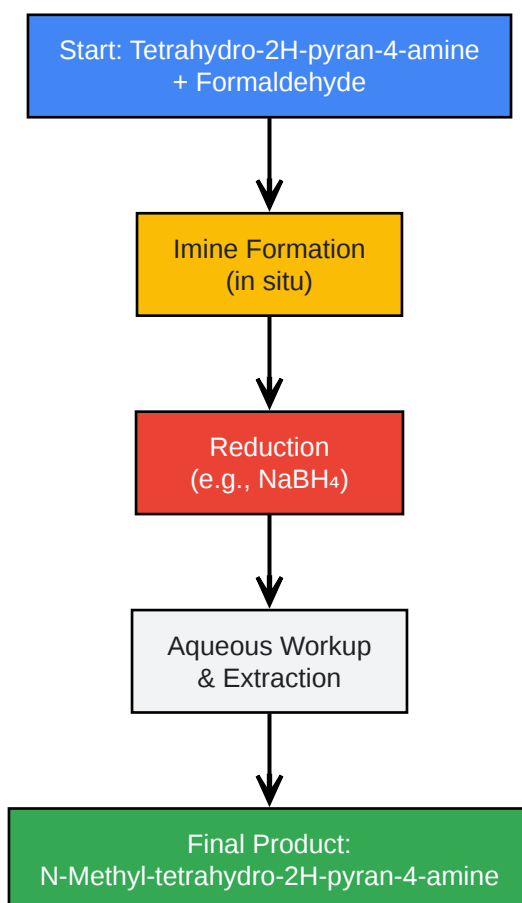 Start: Tetrahydro-2H-pyran-4-amine
+ Formaldehyde
Imine Formation
(in situ)
Reduction
(e.g., NaBH₄)
Aqueous Workup
& Extraction
Final Product:
N-Methyl-tetrahydro-2H-pyran-4-amine